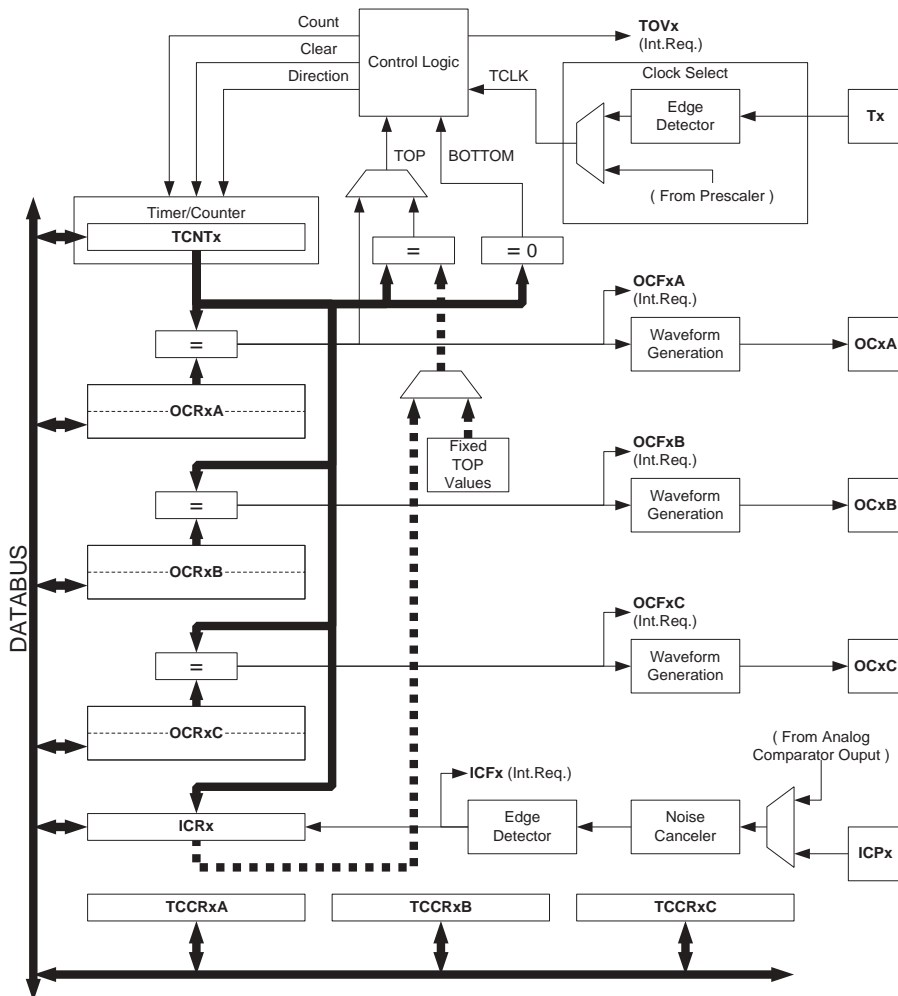 Count
Clear
Direction
Control Logic
TOVx
(Int.Req.)
TCLK
Clock Select
Edge
Detector
Tx
( From Prescaler )
TOP
BOTTOM
Timer/Counter
TCNTx
=
= 0
OCFxA
(Int.Req.)
=
Waveform
Generation
OCxA
OCRxA
Fixed
TOP
Values
OCFxB
(Int.Req.)
=
Waveform
Generation
OCxB
OCRxB
DATABUS
OCFxC
(Int.Req.)
=
Waveform
Generation
OCxC
OCRxC
( From Analog
Comparator Ouput )
ICFx (Int.Req.)
ICRx
Edge
Detector
Noise
Canceler
ICPx
TCCRxA
TCCRxB
TCCRxC